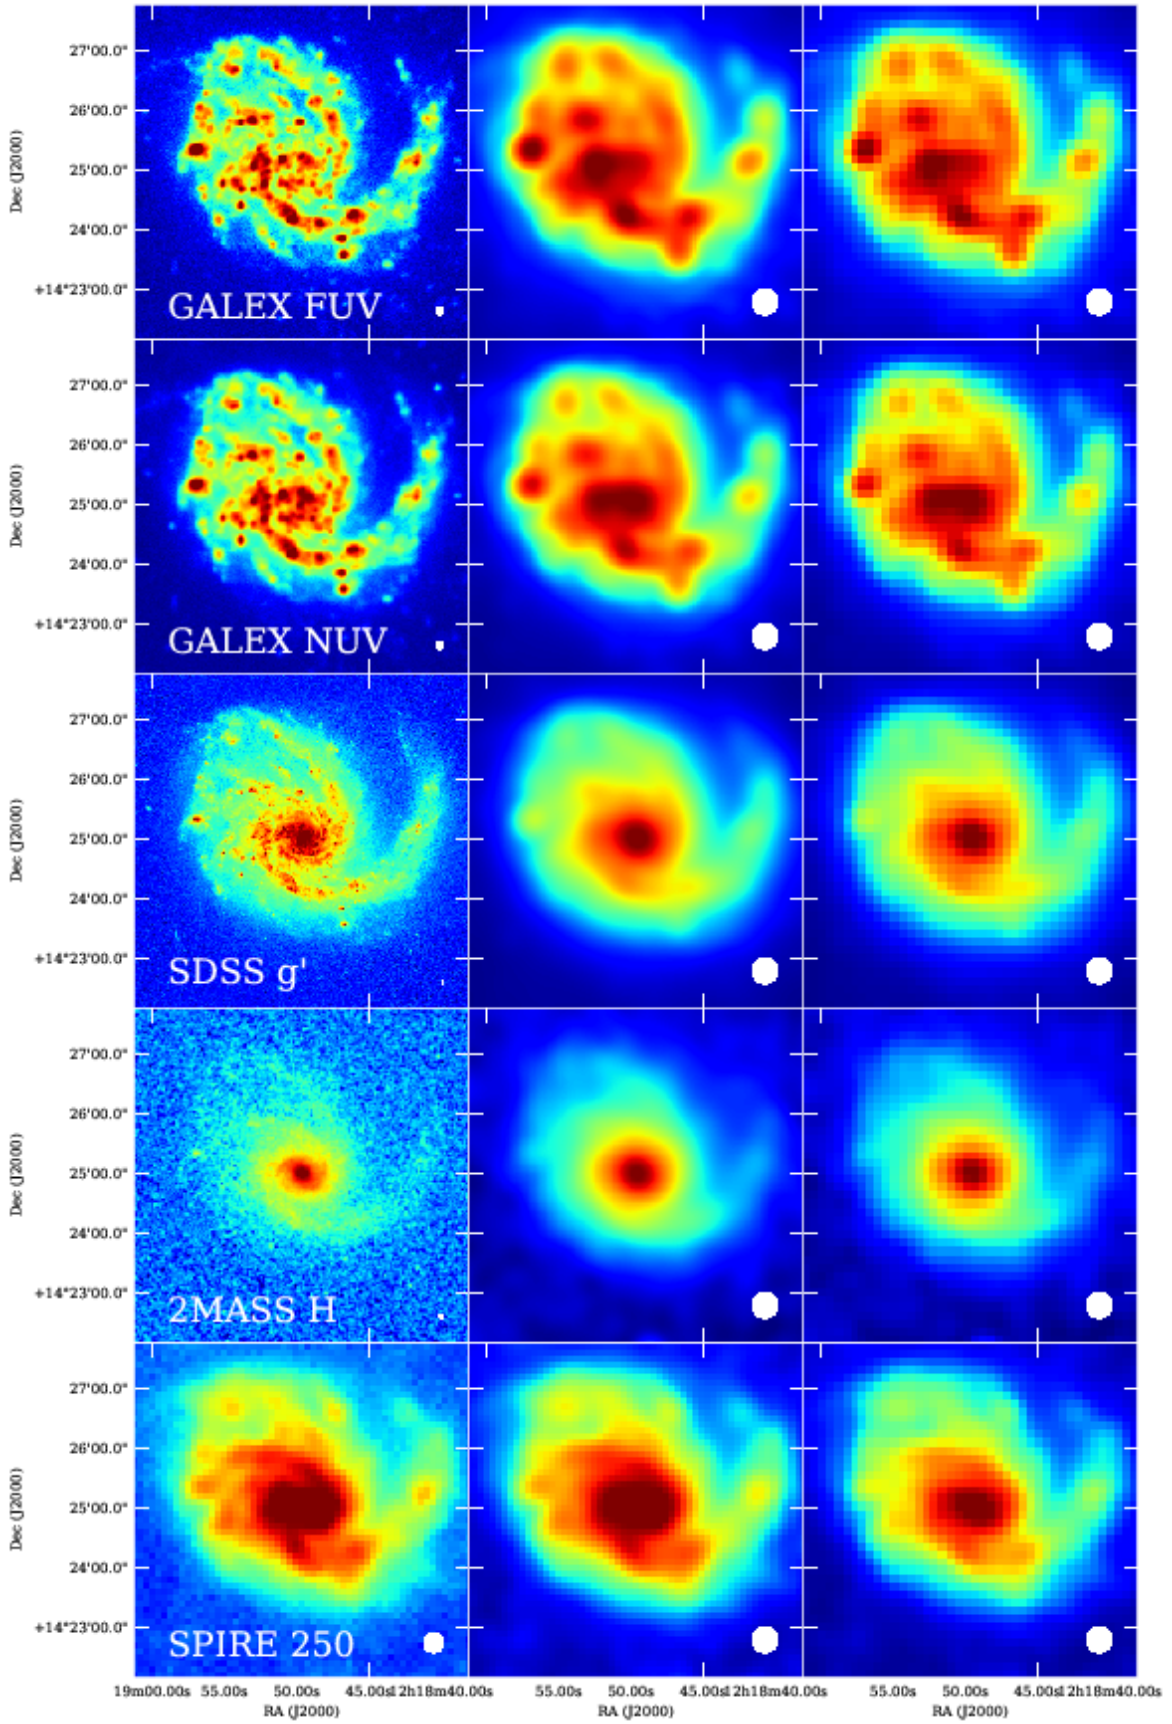 27'00.0"
26'00.0"
25'00.0"
24'00.0"
+14°23'00.0"
Dec (J2000)
GALEX FUV
27'00.0"
26'00.0"
25'00.0"
24'00.0"
+14°23'00.0"
Dec (J2000)
GALEX NUV
27'00.0"
26'00.0"
25'00.0"
24'00.0"
+14°23'00.0"
Dec (J2000)
SDSS g'
27'00.0"
26'00.0"
25'00.0"
24'00.0"
+14°23'00.0"
Dec (J2000)
2MASS H
27'00.0"
26'00.0"
25'00.0"
24'00.0"
+14°23'00.0"
Dec (J2000)
SPIRE 250
19m00.00s 55.00s 50.00s 45.00s12h18m40.00s 55.00s 50.00s 45.00s12h18m40.00s 55.00s 50.00s 45.00s12h18m40.00s
RA (J2000) RA (J2000) RA (J2000)